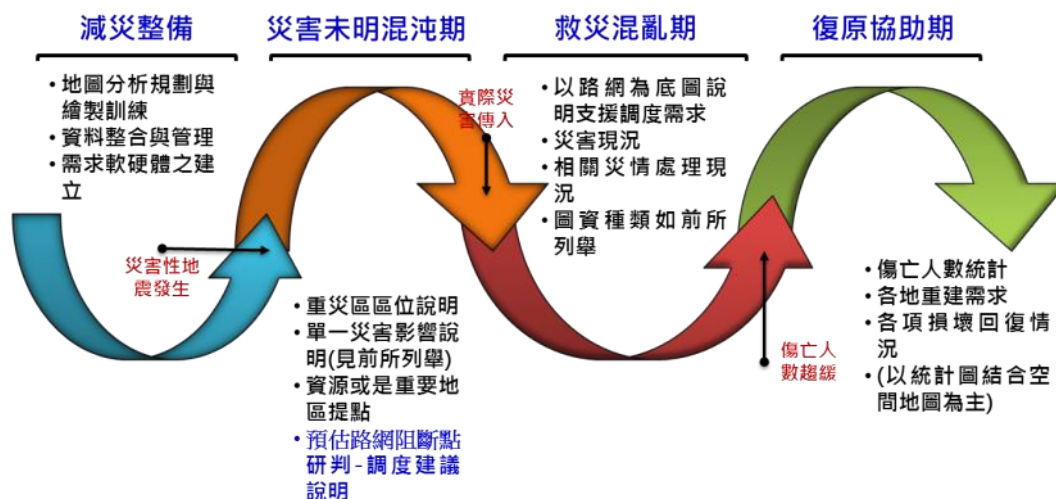 減災整備
災害未明混沌期
救災混亂期
復原協助期
• 地圖分析規劃與
繪製訓練
• 資料整合與管理
• 需求軟硬體之建
立
災害性地
震發生
• 重災區區位說明
• 單一災害影響說
明(見前所列舉)
• 資源或是重要地
區提點
• 預估路網阻斷點
研判-調度建議
說明
實際災
害傳入
• 以路網為底圖說
明支援調度需求
• 災害現況
• 相關災情處理現
況
• 圖資種類如前所
列舉
傷亡人
數趨緩
• 傷亡人數統計
• 各地重建需求
• 各項損壞回復情
況
• (以統計圖結合空
間地圖為主)